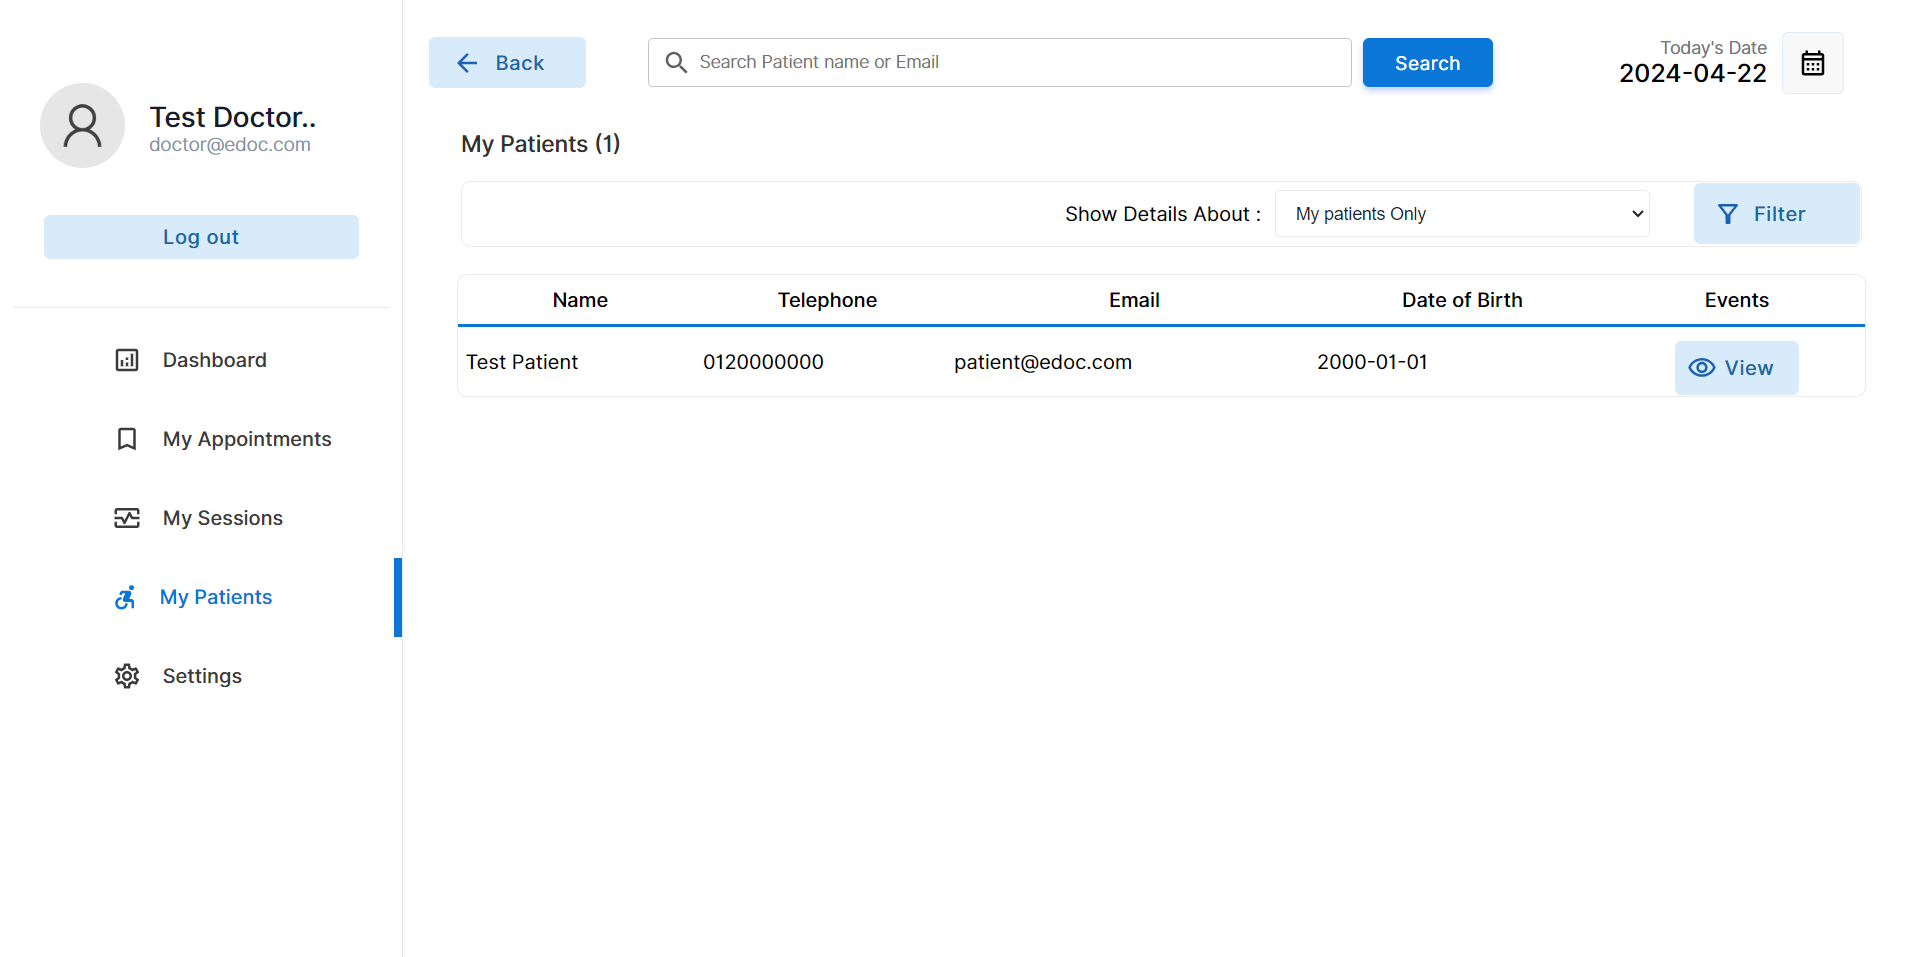 Test Doctor..
doctor@edoc.com
Log out
Dashboard
My Appointments
My Sessions
My Patients
Settings
Back
Search Patient name or Email
Search
Today's Date
2024-04-22
My Patients (1)
Show Details About : My patients Only Filter
Name Telephone Email Date of Birth Events
Test Patient 0120000000 patient@edoc.com 2000-01-01 View